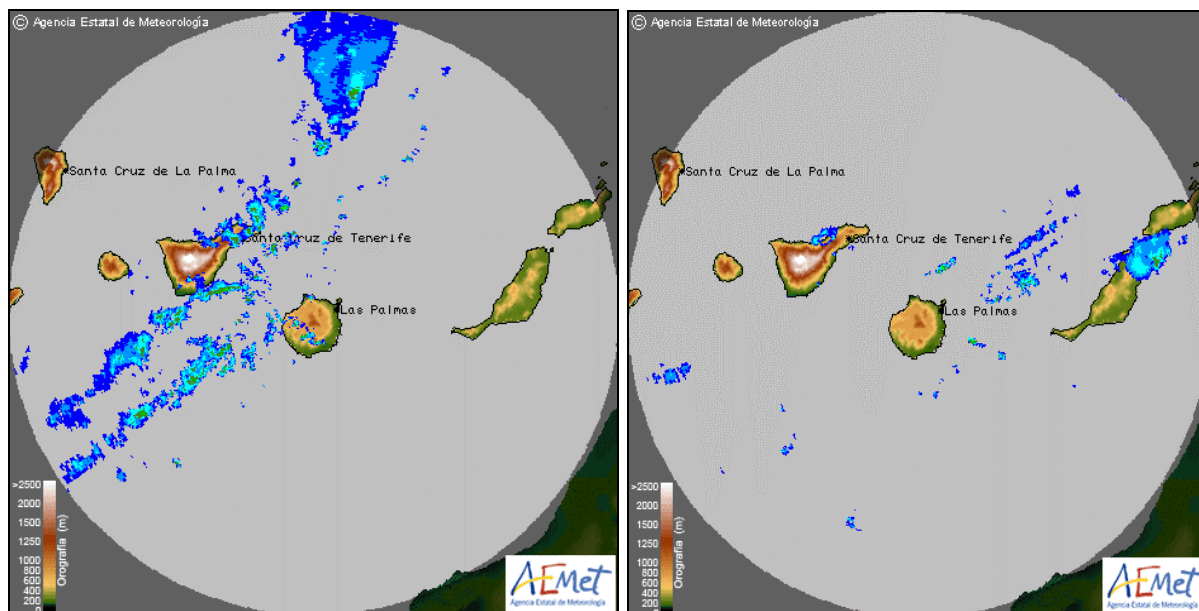 © Agencia Estatal de Meteorología
Santa Cruz de La Palma
Santa Cruz de Tenerife
Las Palmas
>2500
2000
1500
1250
1000
800
600
400
200
0
Orografía (m)
AEmet
Agencia Estatal de Meteorología
© Agencia Estatal de Meteorología
Santa Cruz de La Palma
Santa Cruz de Tenerife
Las Palmas
>2500
2000
1500
1250
1000
800
600
400
200
0
Orografía (m)
AEmet
Agencia Estatal de Meteorología